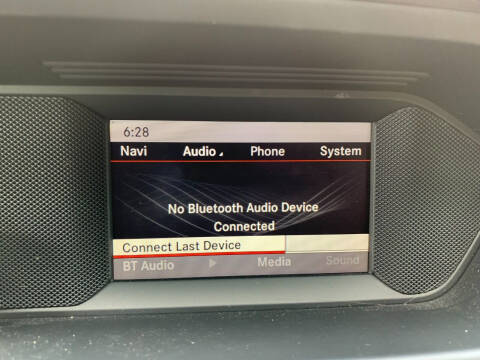 6:28
Navi Audio Phone System
No Bluetooth Audio Device
Connected
Connect Last Device
BT Audio Media Sound